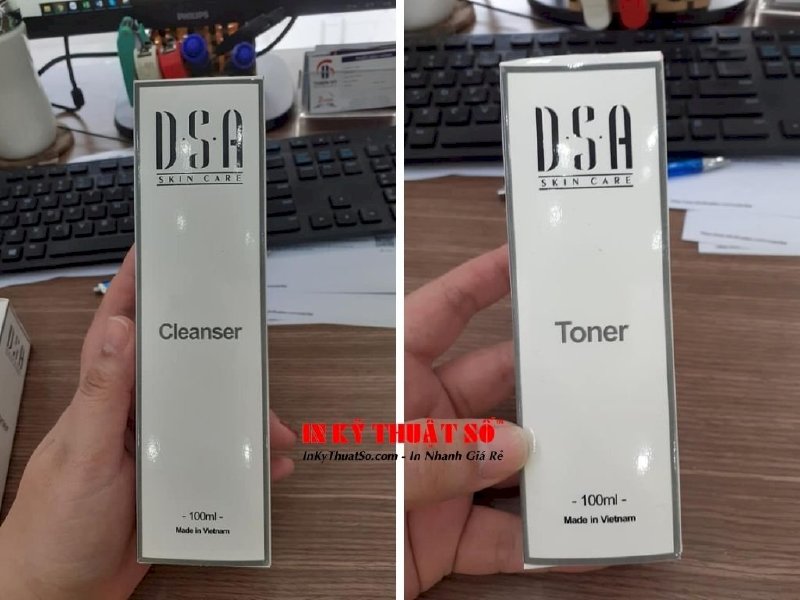 PHILIPS
D·S·A
SKIN CARE
Cleanser
- 100ml -
Made in Vietnam
D·S·A
D·S·A
SKIN CARE
Toner
- 100ml -
Made in Vietnam
IN KỸ THUẬT SỐ™
InKyThuatSo.com - In Nhanh Giá Rẻ